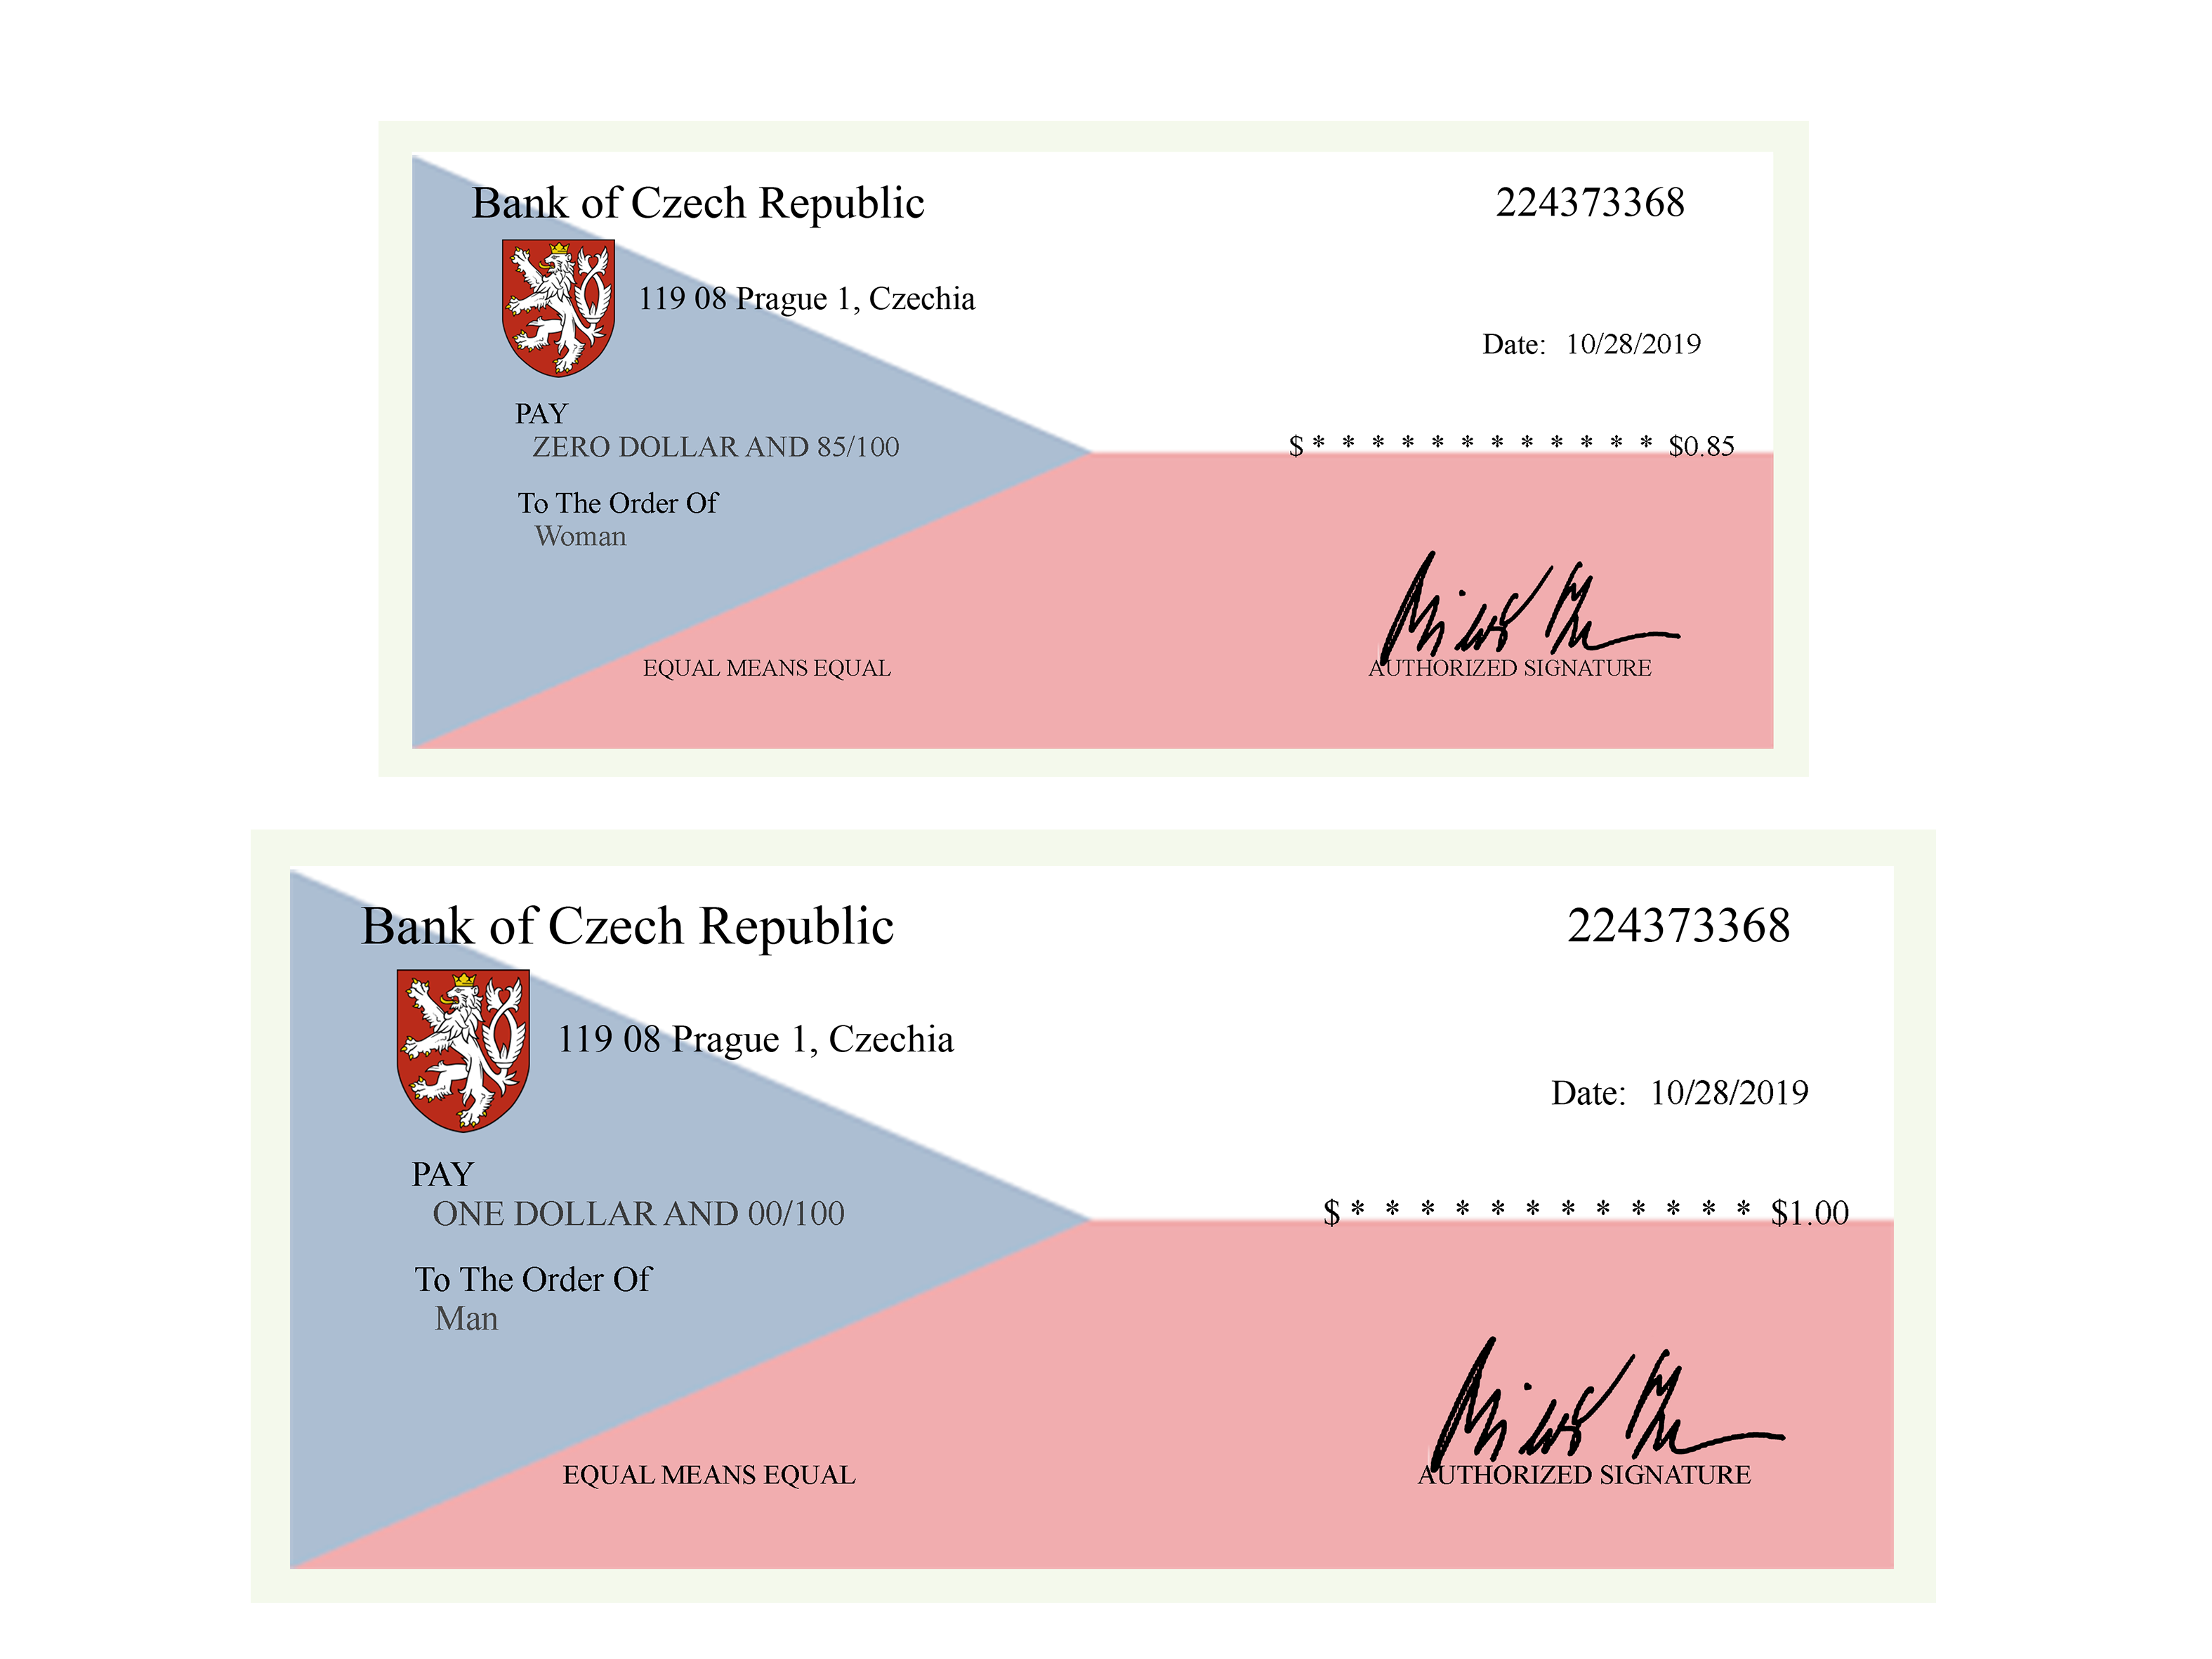 Bank of Czech Republic 224373368
119 08 Prague 1, Czechia
Date: 10/28/2019
PAY
ZERO DOLLAR AND 85/100 $ * * * * * * * * * * * * $0.85
To The Order Of
Woman
EQUAL MEANS EQUAL AUTHORIZED SIGNATURE
Bank of Czech Republic 224373368
119 08 Prague 1, Czechia
Date: 10/28/2019
PAY
ONE DOLLAR AND 00/100 $ * * * * * * * * * * * * $1.00
To The Order Of
Man
EQUAL MEANS EQUAL AUTHORIZED SIGNATURE